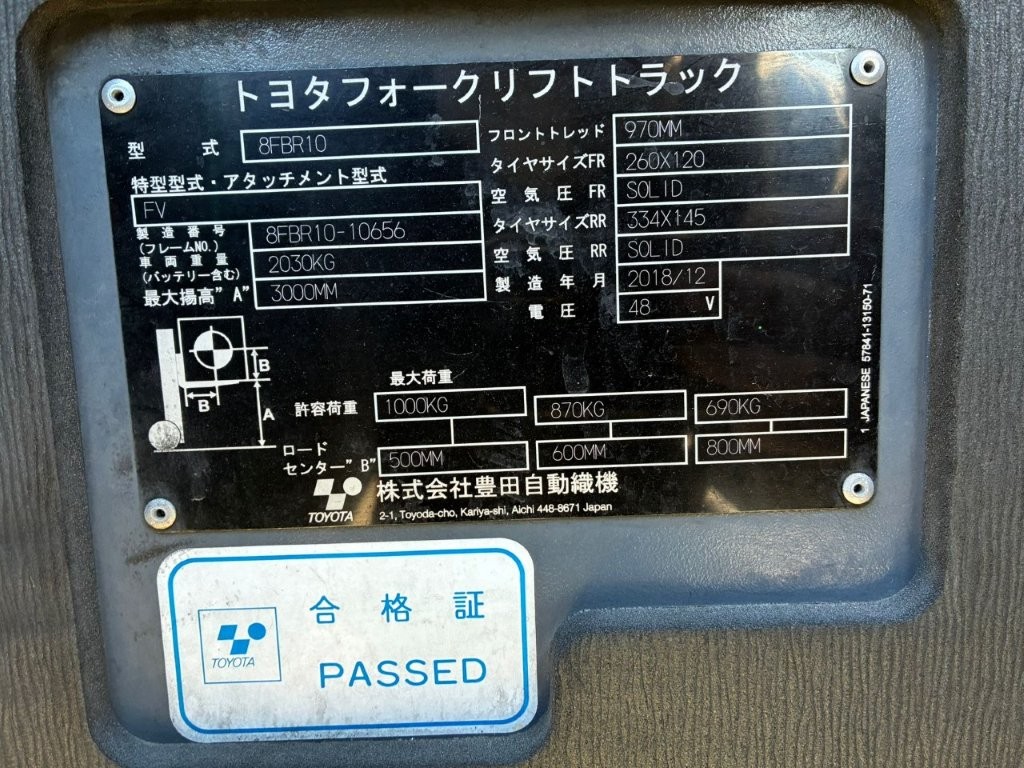 トヨタフォークリフトトラック
型 式 8FBR10
特型型式・アタッチメント型式
FV
製造番号
(フレームNO.) 8FBR10-10656
車両重量
(バッテリー含む) 2030KG
最大揚高"A" 3000MM
フロントトレッド 970MM
タイヤサイズFR 260X120
空気圧 FR SOLID
タイヤサイズRR 334X145
空気圧 RR SOLID
製造年月 2018/12
電圧 48 V
B
B
A
最大荷重
許容荷重 1000KG 870KG 690KG
ロード
センター"B" 500MM 600MM 800MM
TOYOTA
株式会社豊田自動織機
2-1, Toyoda-cho, Kariya-shi, Aichi 448-8671 Japan
1 JAPANESE 57841-13150-71
TOYOTA
合格証
PASSED